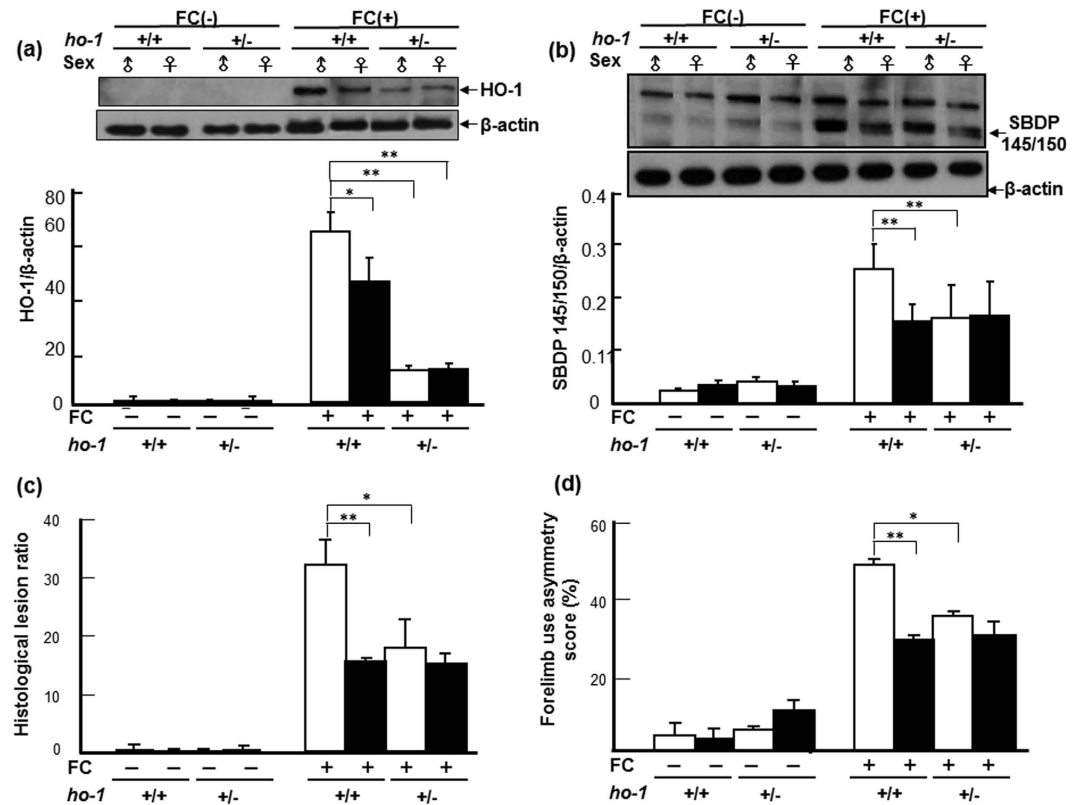 (a)
FC(-) FC(+)
ho-1 +/+ +/- +/+ +/-
Sex ♂ ♀ ♂ ♀ ♂ ♀ ♂ ♀
HO-1
β-actin
HO-1/β-actin
80
60
40
20
0
** 
*
**
FC − − − − + + + +
ho-1 +/+ +/- +/+ +/-
(b)
FC(-) FC(+)
ho-1 +/+ +/- +/+ +/-
Sex ♂ ♀ ♂ ♀ ♂ ♀ ♂ ♀
SBDP
145/150
β-actin
SBDP 145/150/β-actin
0.4
0.3
0.2
0.1
0
**
**
− − − − + + + +
ho-1 +/+ +/- +/+ +/-
(c)
Histological lesion ratio
40
30
20
10
0
*
**
FC − − − − + + + +
ho-1 +/+ +/- +/+ +/-
(d)
Forelimb use asymmetry
score (%)
60
40
20
0
*
**
FC − − − − + + + +
ho-1 +/+ +/- +/+ +/-